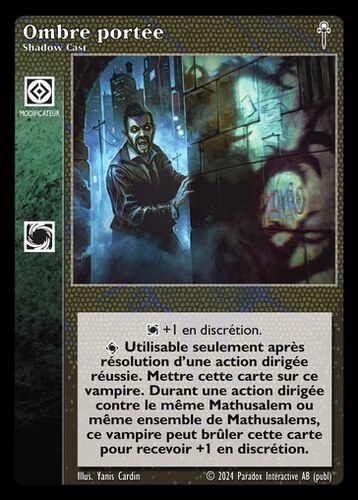 Ombre portée
Shadow Cast
MODIFICATEUR
+1 en discrétion.
Utilisable seulement après
résolution d'une action dirigée
réussie. Mettre cette carte sur ce
vampire. Durant une action dirigée
contre le même Mathusalem ou
même ensemble de Mathusalems,
ce vampire peut brûler cette carte
pour recevoir +1 en discrétion.
Illus. Yanis Cardin © 2024 Paradox Interactive AB (publ)